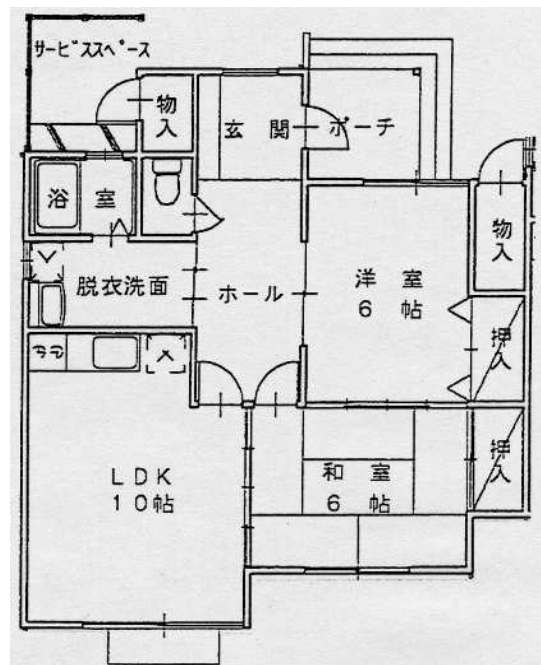 サービススペース
物入
玄関
ポーチ
浴室
物入
脱衣洗面
ホール
洋室
6帖
押入
押入
LDK
10帖
和室
6帖